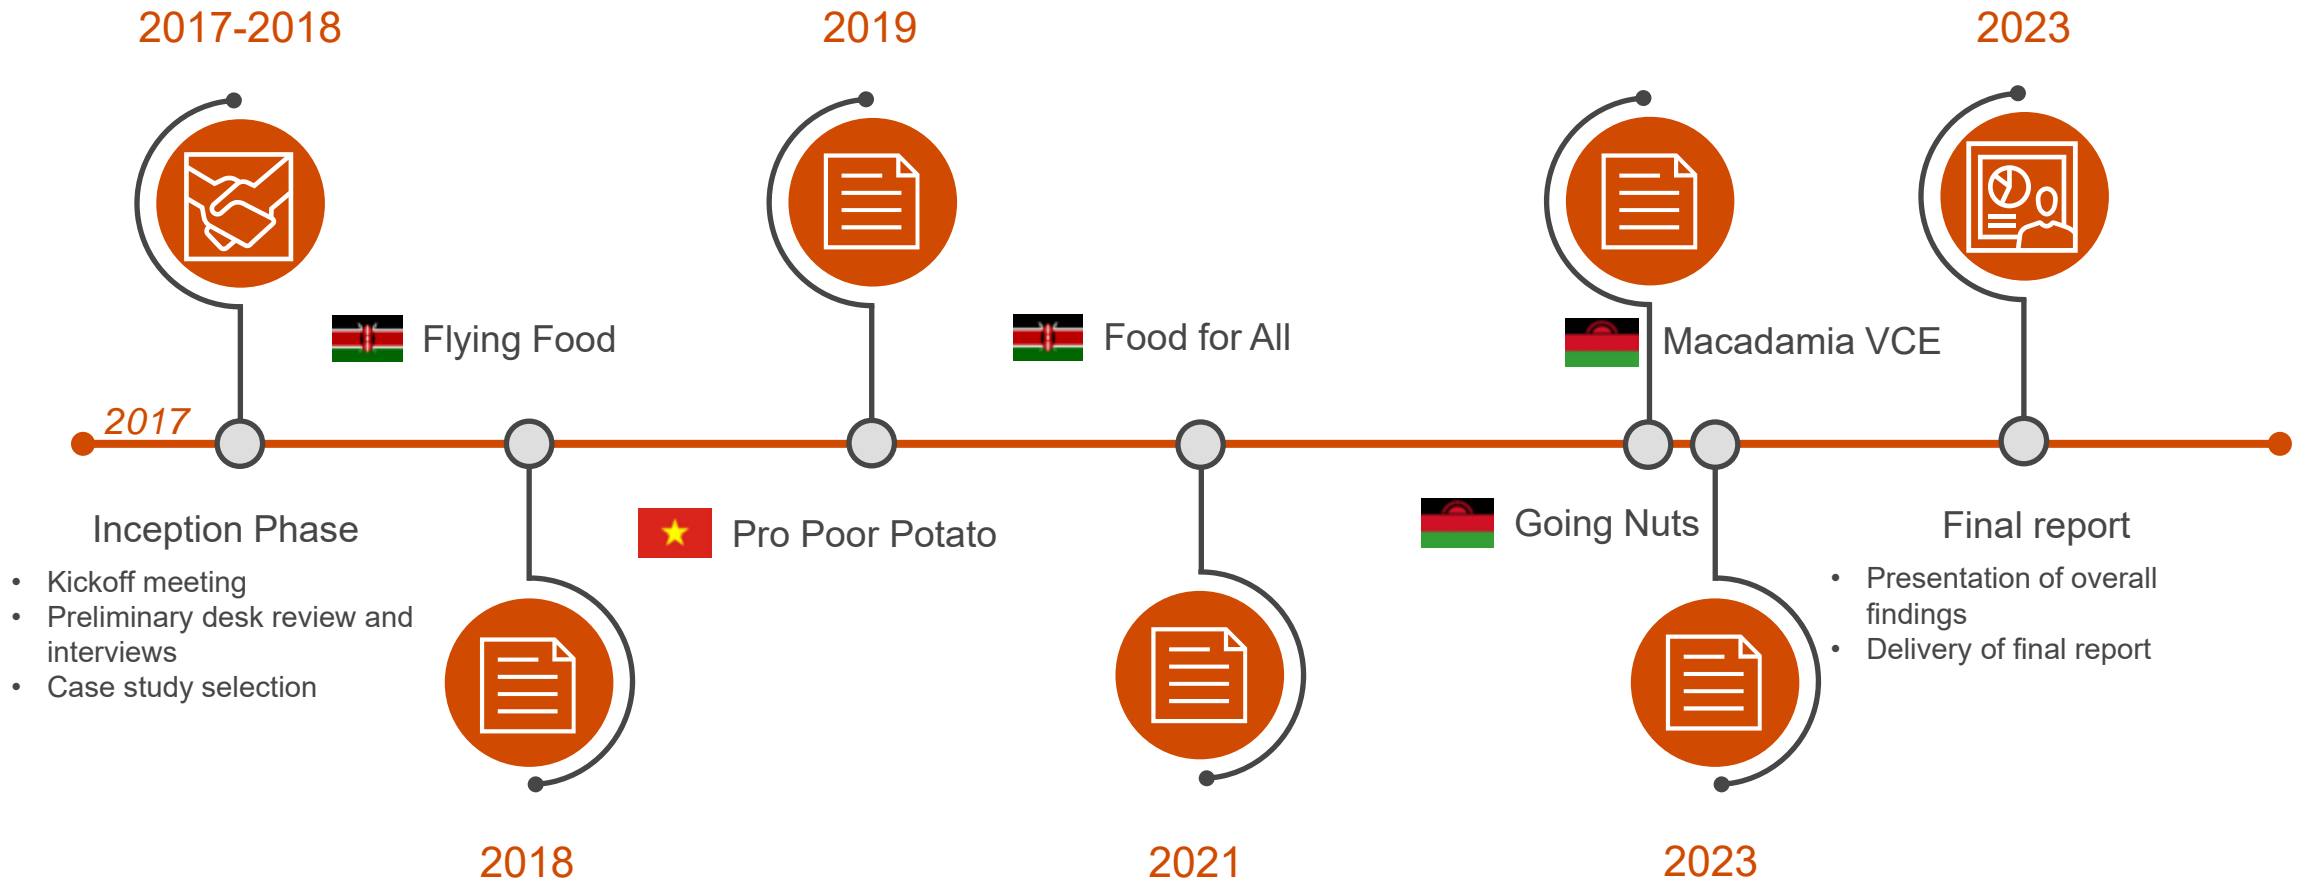 2017-2018
2019
2023
Flying Food
Food for All
Macadamia VCE
2017
Inception Phase
• Kickoff meeting
• Preliminary desk review and
interviews
• Case study selection
Pro Poor Potato
Going Nuts
Final report
• Presentation of overall
findings
• Delivery of final report
2018
2021
2023